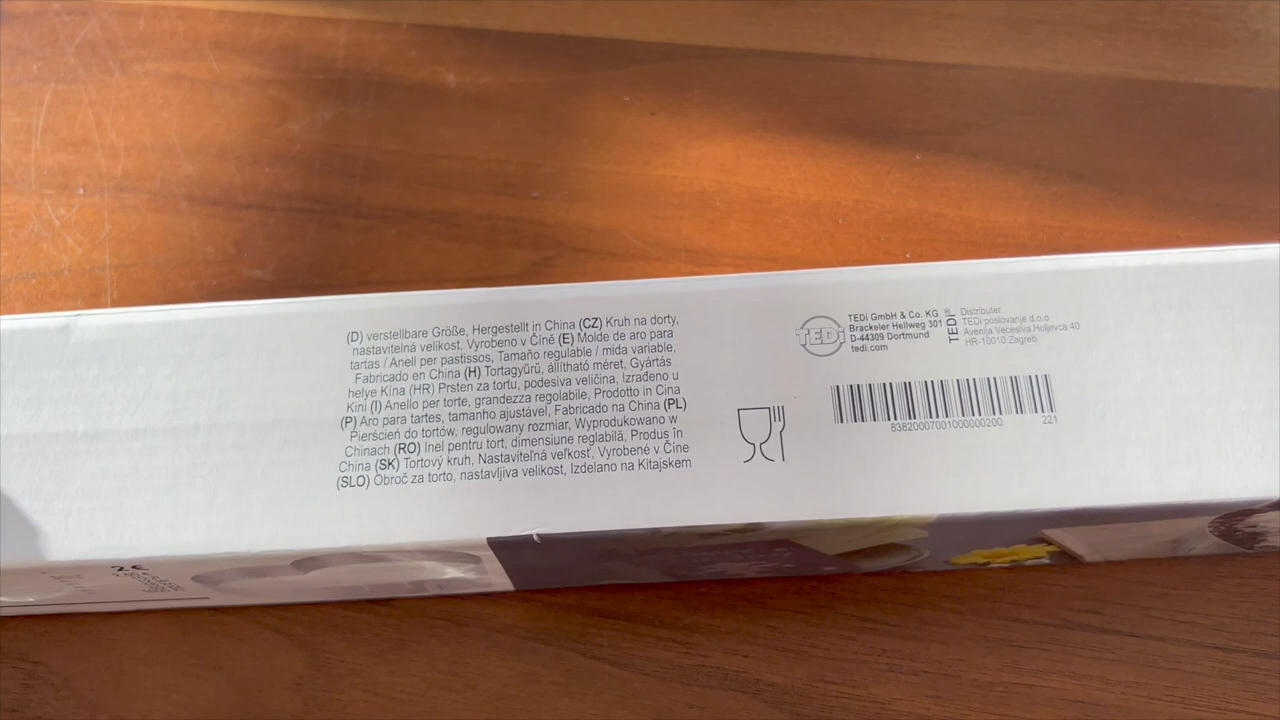 (D) verstellbare Größe, Hergestellt in China (CZ) Kruh na dorty,
nastavitelná velikost, Vyrobeno v Číně (E) Molde de aro para
tartas / Anell per pastissos, Tamaño regulable / mida variable,
Fabricado en China (H) Tortagyűrű, állítható méret, Gyártás
helye Kína (HR) Prsten za tortu, podesiva veličina, Izrađeno u
Kini (I) Anello per torte, grandezza regolabile, Prodotto in Cina
(P) Aro para tartes, tamanho ajustável, Fabricado na China (PL)
Pierścień do tortów, regulowany rozmiar, Wyprodukowano w
Chinach (RO) Inel pentru tort, dimensiune reglabilă, Produs în
China (SK) Tortový kruh, Nastaviteľná veľkosť, Vyrobené v Číne
(SLO) Obroč za torto, nastavljiva velikost, Izdelano na Kitajskem
TEDi
TEDi GmbH & Co. KG
Brackeler Hellweg 301
D-44309 Dortmund
tedi.com
TEDi®
Distributer
TEDi poslovanje d.o.o
Avenija Većeslava Holjevca 40
HR-10010 Zagreb
83820007001000000200
221